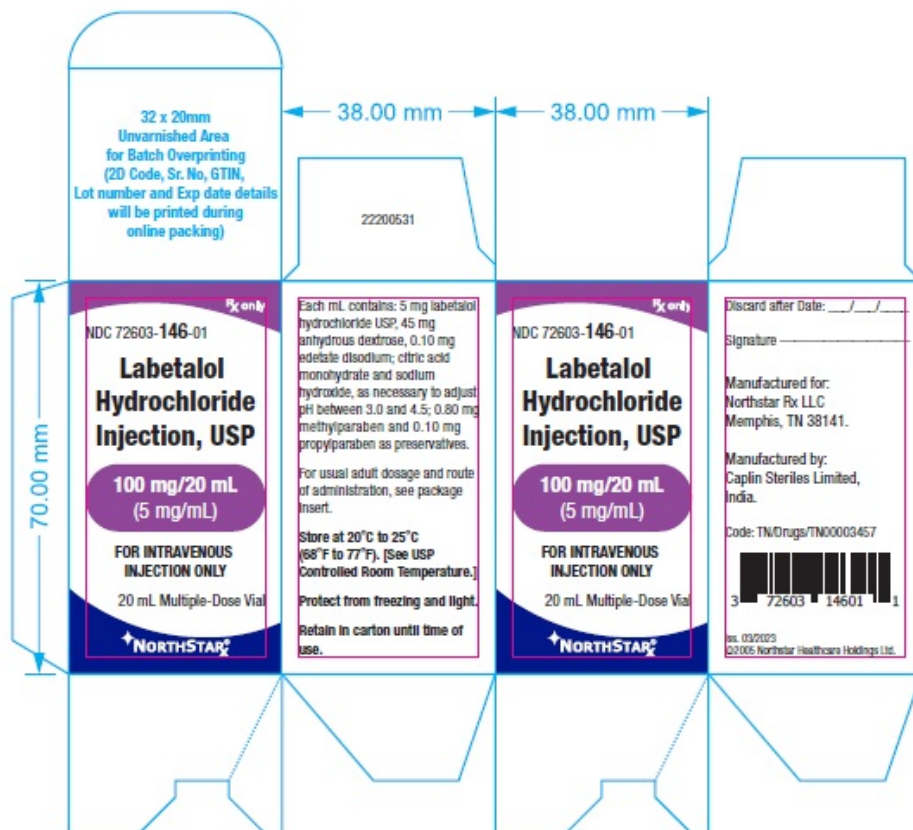 32 x 20mm
Unvarnished Area
for Batch Overprinting
(2D Code, Sr. No, GTIN,
Lot number and Exp date details
will be printed during
online packing)
38.00 mm
38.00 mm
22200531
70.00 mm
Rx only
NDC 72603-146-01
Labetalol
Hydrochloride
Injection, USP
100 mg/20 mL
(5 mg/mL)
FOR INTRAVENOUS
INJECTION ONLY
20 mL Multiple-Dose Vial
NORTHSTAR Rx
Each mL contains: 5 mg labetalol
hydrochloride USP, 45 mg
anhydrous dextrose, 0.10 mg
edetate disodium; citric acid
monohydrate and sodium
hydroxide, as necessary to adjust
pH between 3.0 and 4.5; 0.80 mg
methylparaben and 0.10 mg
propylparaben as preservatives.
For usual adult dosage and route
of administration, see package
insert.
Store at 20°C to 25°C
(68°F to 77°F). [See USP
Controlled Room Temperature.]
Protect from freezing and light.
Retain in carton until time of
use.
Rx only
NDC 72603-146-01
Labetalol
Hydrochloride
Injection, USP
100 mg/20 mL
(5 mg/mL)
FOR INTRAVENOUS
INJECTION ONLY
20 mL Multiple-Dose Vial
NORTHSTAR Rx
Discard after Date: ___/___/____
Signature
Manufactured for:
Northstar Rx LLC
Memphis, TN 38141.
Manufactured by:
Caplin Steriles Limited,
India.
Code: TN/Drugs/TN00003457
3 72603 14601 1
Iss. 03/2023
©2005 Northstar Healthcare Holdings Ltd.